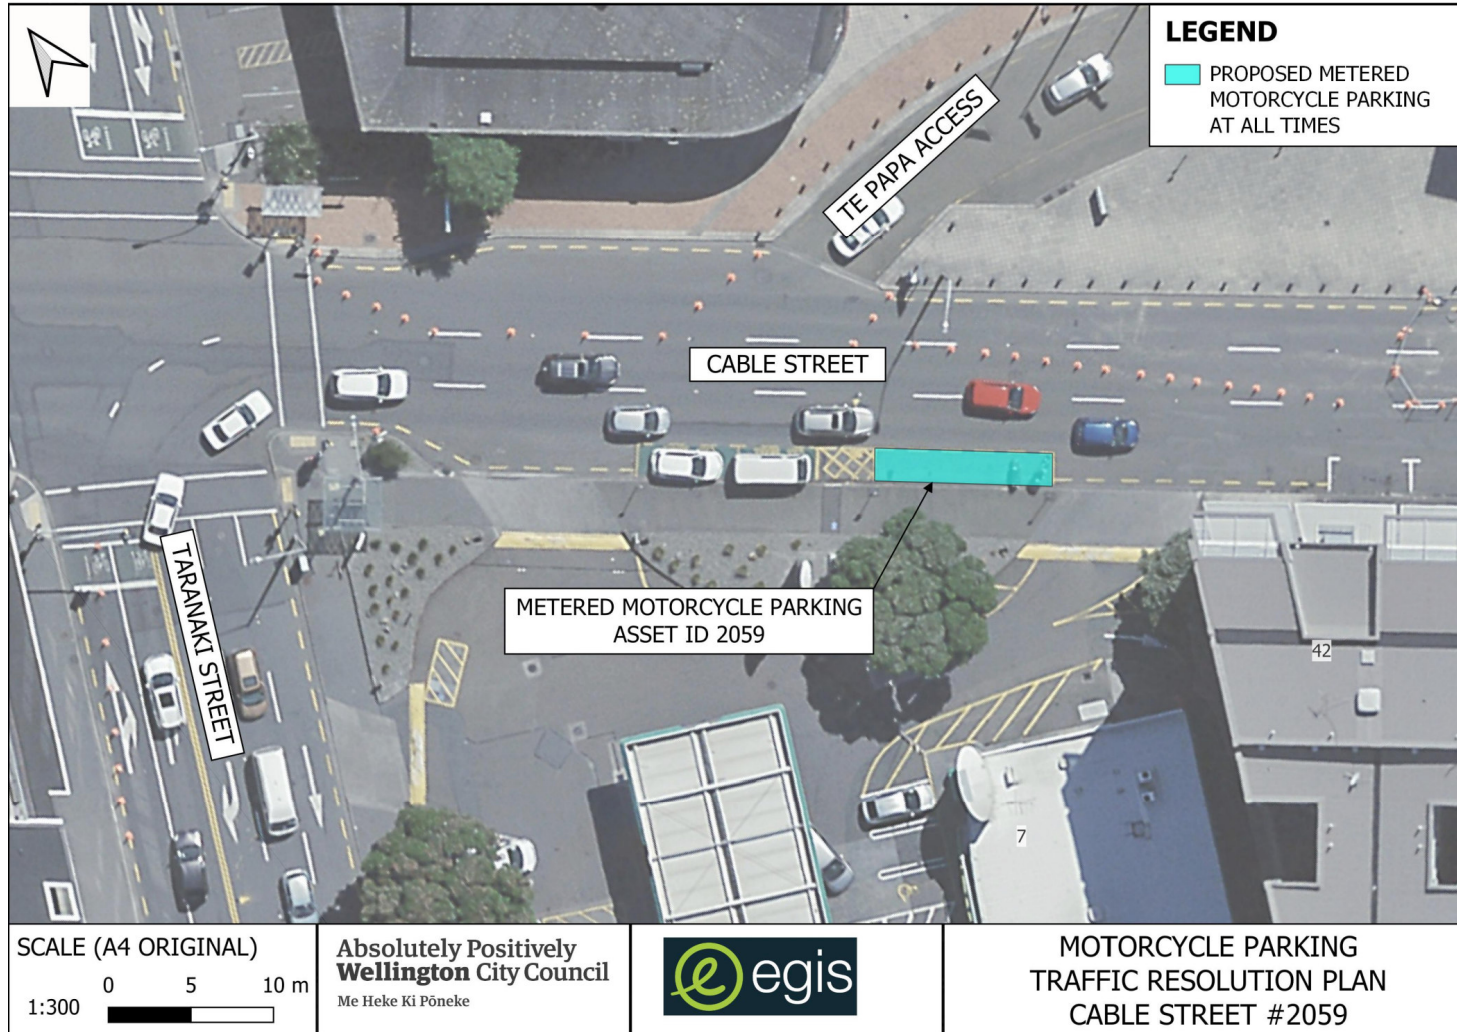 LEGEND
PROPOSED METERED
MOTORCYCLE PARKING
AT ALL TIMES
TE PAPA ACCESS
CABLE STREET
METERED MOTORCYCLE PARKING
ASSET ID 2059
TARANAKI STREET
42
7
SCALE (A4 ORIGINAL)
0 5 10 m
1:300
Absolutely Positively
Wellington City Council
Me Heke Ki Pōneke
e egis
MOTORCYCLE PARKING
TRAFFIC RESOLUTION PLAN
CABLE STREET #2059